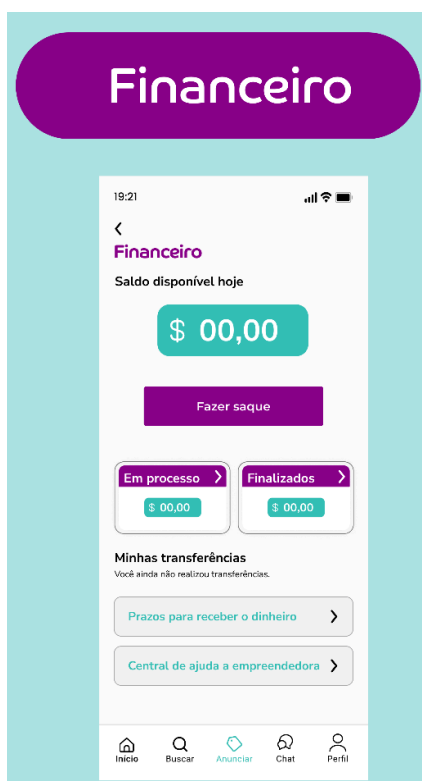 Financeiro
19:21
Financeiro
Saldo disponível hoje
$ 00,00
Fazer saque
Em processo
Finalizados
$ 00,00
$ 00,00
Minhas transferências
Você ainda não realizou transferências.
Prazos para receber o dinheiro
Central de ajuda a empreendedora
Início Buscar Anunciar Chat Perfil